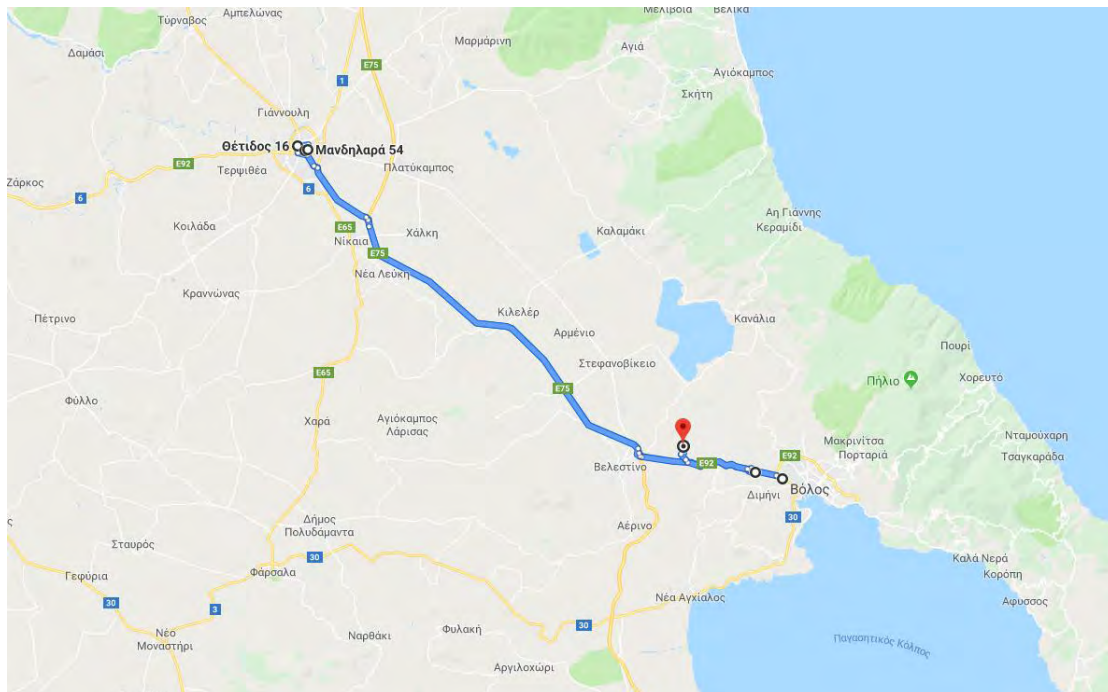 Μελίβοια
Βελίκα
Αμπελώνας
Τύρναβος
Μαρμάρινη
Αγιά
Δαμάσι
E75
Αγιόκαμπος
1
Σκήτη
Γιάννουλη
Θέτιδος 16
Μανδηλαρά 54
E92
Τερψιθέα
Πλατύκαμπος
Ζάρκος
6
6
Αη Γιάννης
Κεραμίδι
Κοιλάδα
E65
Χάλκη
Καλαμάκι
Νίκαια
E75
Νέα Λεύκη
Κραννώνας
Κιλελέρ
Πέτρινο
Αρμένιο
Κανάλια
Πουρί
Στεφανοβίκειο
E65
Πήλιο
Χορευτό
E75
Φύλλο
Χαρά
Αγιόκαμπος
Λάρισας
Νταμούχαρη
Μακρινίτσα
Πορταριά
Τσαγκαράδα
E92
Βελεστίνο
E92
Διμήνι
Βόλος
30
Δήμος
Πολυδάμαντα
Αέρινο
ς
Σταυρός
30
Καλά Νερά
Φάρσαλα
Κορόπη
Γεφύρια
Νέα Αγχίαλος
Άφυσσος
30
3
30
Νέο
Μοναστήρι
Ναρθάκι
Φυλακή
Παγασητικός Κόλπος
Αργιλοχώρι